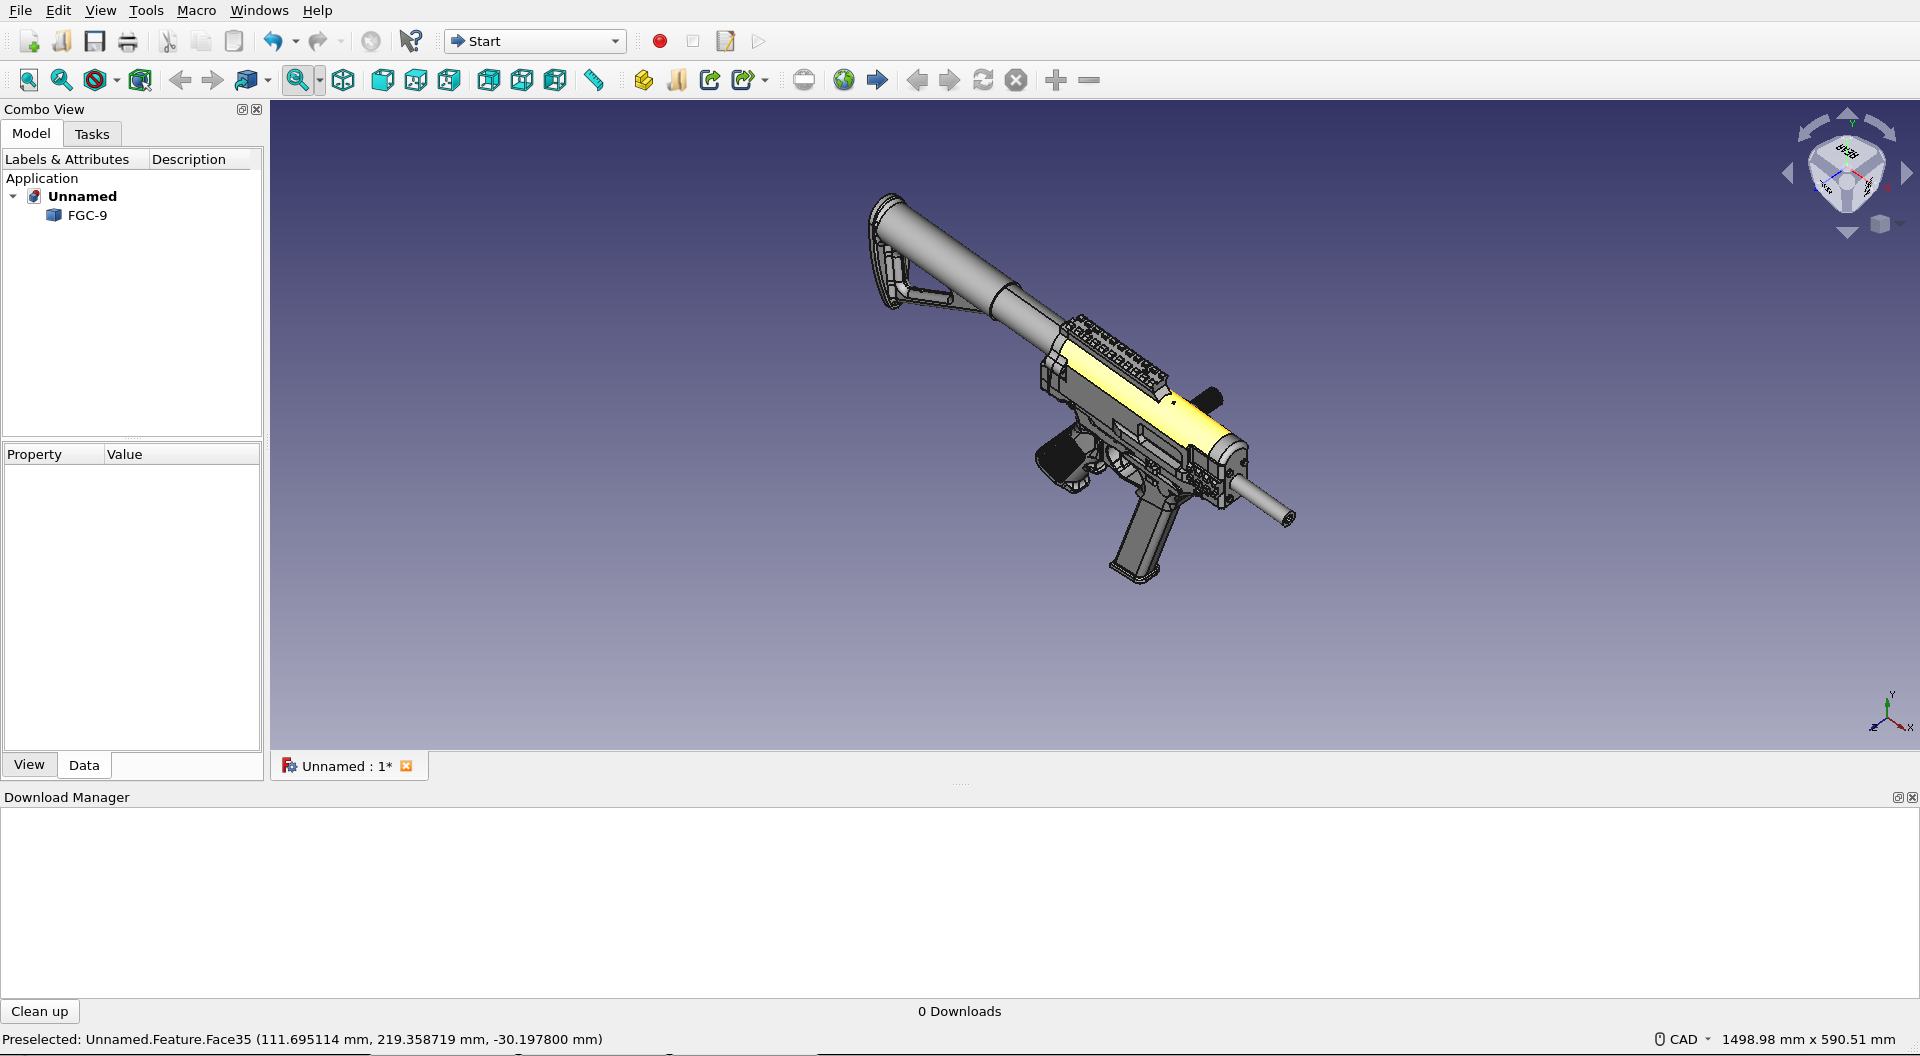 File Edit View Tools Macro Windows Help
Start
Combo View
Model Tasks
Labels & Attributes Description
Application
Unnamed
FGC-9
Property Value
View Data
Y
REAR
Y
X
Z
Unnamed : 1*
Download Manager
Clean up 0 Downloads
Preselected: Unnamed.Feature.Face35 (111.695114 mm, 219.358719 mm, -30.197800 mm) CAD 1498.98 mm x 590.51 mm